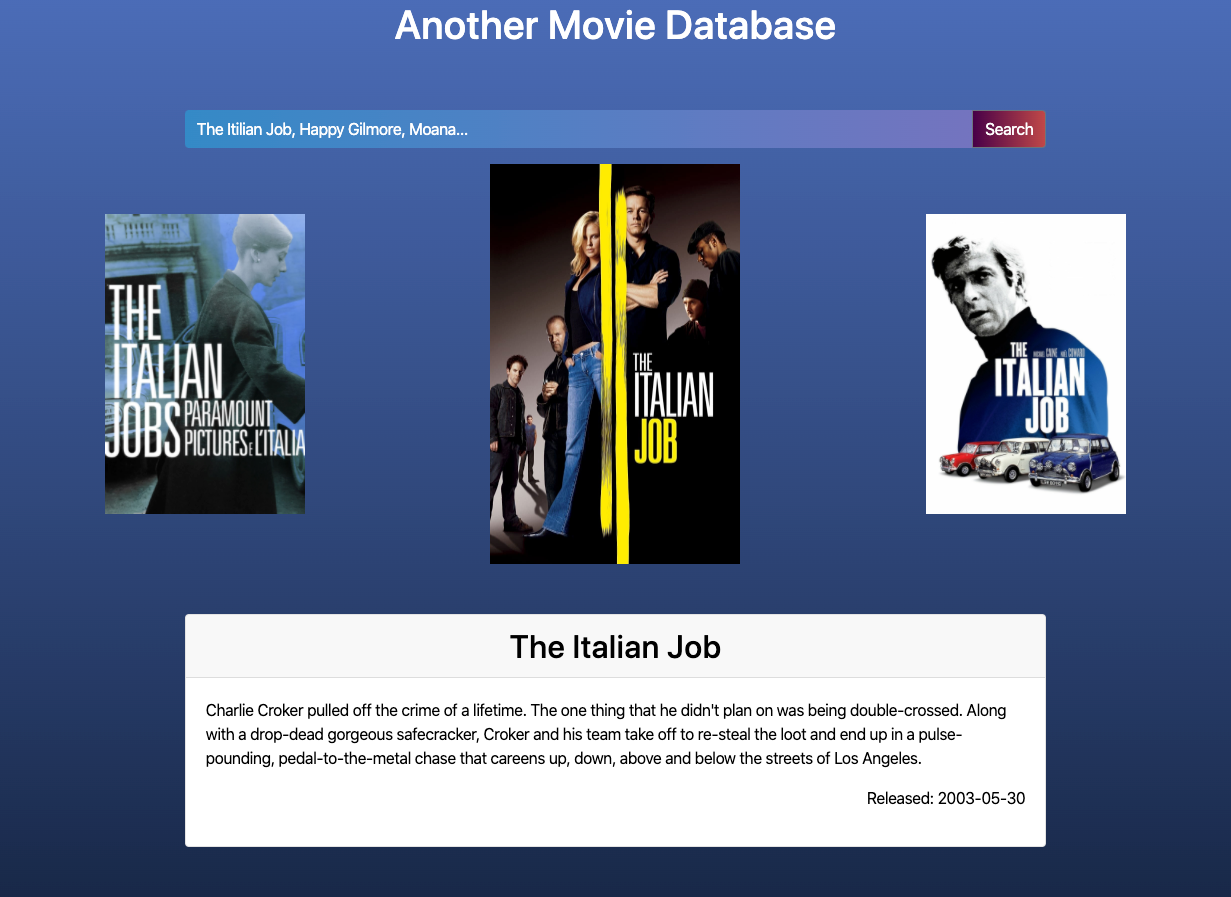 Another Movie Database
The Itilian Job, Happy Gilmore, Moana...
Search
THE
ITALIAN
JOBS
PARAMOUNT
PICTURES E L'ITALIA
THE
ITALIAN
JOB
MICHAEL CAINE NOËL COWARD
THE
ITALIAN
JOB
The Italian Job
Charlie Croker pulled off the crime of a lifetime. The one thing that he didn't plan on was being double-crossed. Along
with a drop-dead gorgeous safecracker, Croker and his team take off to re-steal the loot and end up in a pulse-
pounding, pedal-to-the-metal chase that careens up, down, above and below the streets of Los Angeles.
Released: 2003-05-30